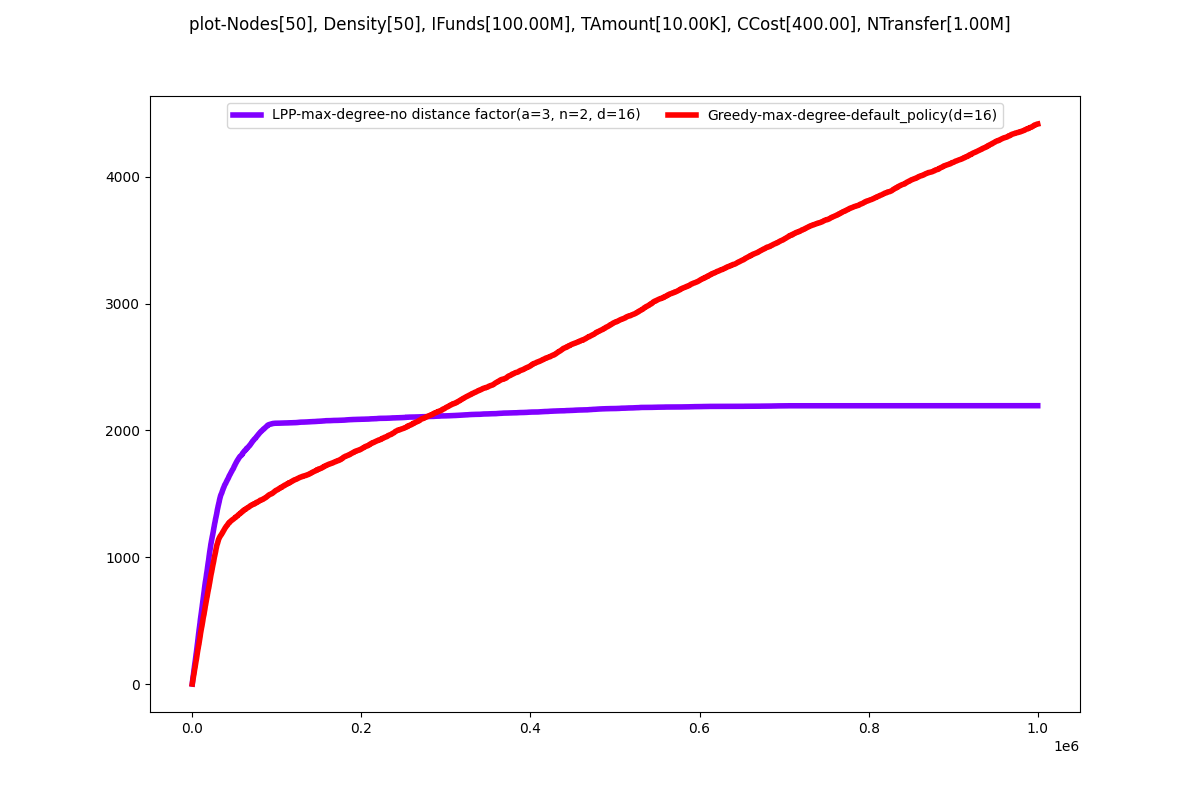 plot-Nodes[50], Density[50], IFunds[100.00M], TAmount[10.00K], CCost[400.00], NTransfer[1.00M]
LPP-max-degree-no distance factor(a=3, n=2, d=16) Greedy-max-degree-default_policy(d=16)
4000
3000
2000
1000
0
0.0 0.2 0.4 0.6 0.8 1.0
1e6